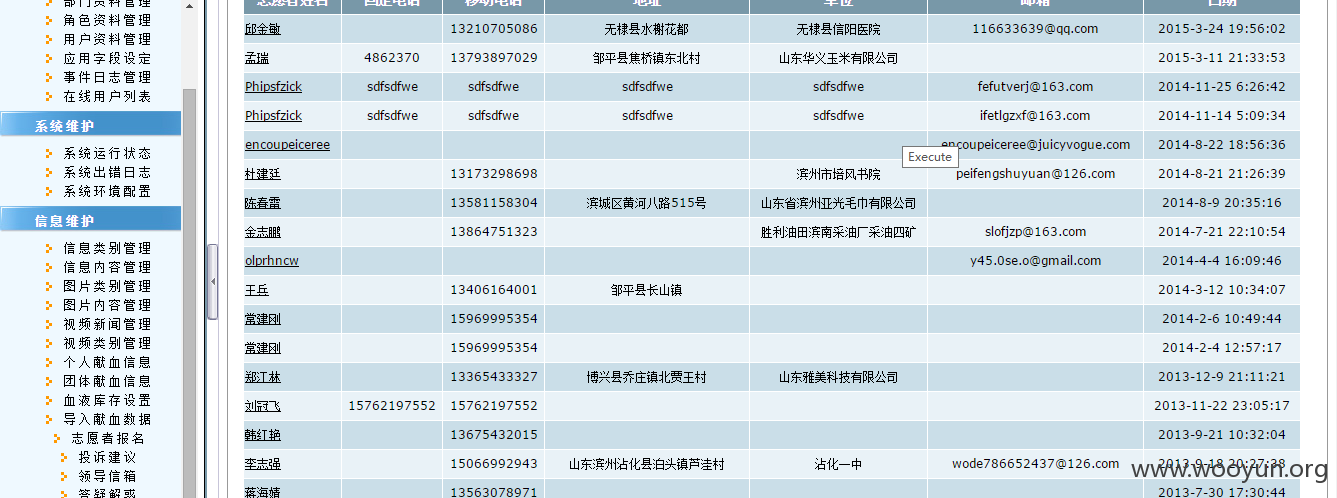 部门资料管理
角色资料管理
用户资料管理
应用字段设定
事件日志管理
在线用户列表
系统维护
系统运行状态
系统出错日志
系统环境配置
信息维护
信息类别管理
信息内容管理
图片类别管理
图片内容管理
视频新闻管理
视频类别管理
个人献血信息
团体献血信息
血液库存设置
导入献血数据
志愿者报名
投诉建议
领导信箱
答疑解惑
志愿者姓名 固定电话 移动电话 地址 单位 邮箱 日期
邱金敏 13210705086 无棣县水榭花都 无棣县信阳医院 116633639@qq.com 2015-3-24 19:56:02
孟瑞 4862370 13793897029 邹平县焦桥镇东北村 山东华义玉米有限公司 2015-3-11 21:33:53
Phipsfzick sdfsdfwe sdfsdfwe sdfsdfwe sdfsdfwe fefutverj@163.com 2014-11-25 6:26:42
Phipsfzick sdfsdfwe sdfsdfwe sdfsdfwe sdfsdfwe ifetlgzxf@163.com 2014-11-14 5:09:34
encoupeiceree encoupeiceree@juicyvogue.com 2014-8-22 18:56:36
Execute
杜建廷 13173298698 滨州市培风书院 peifengshuyuan@126.com 2014-8-21 21:26:39
陈春雷 13581158304 滨城区黄河八路515号 山东省滨州亚光毛巾有限公司 2014-8-9 20:35:16
金志鹏 13864751323 胜利油田滨南采油厂采油四矿 slofjzp@163.com 2014-7-21 22:10:54
olprhncw y45.0se.o@gmail.com 2014-4-4 16:09:46
王兵 13406164001 邹平县长山镇 2014-3-12 10:34:07
常建刚 15969995354 2014-2-6 10:49:44
常建刚 15969995354 2014-2-4 12:57:17
郑江林 13365433327 博兴县乔庄镇北贾王村 山东雅美科技有限公司 2013-12-9 21:11:21
刘冠飞 15762197552 15762197552 2013-11-22 23:05:17
韩红艳 13675432015 2013-9-21 10:32:04
李志强 15066992943 山东滨州沾化县泊头镇芦洼村 沾化一中 wode786652437@126.com 2013-9-18 20:27:38
蒋海婧 13563078971 2013-7-30 17:30:44
www.wooyun.org